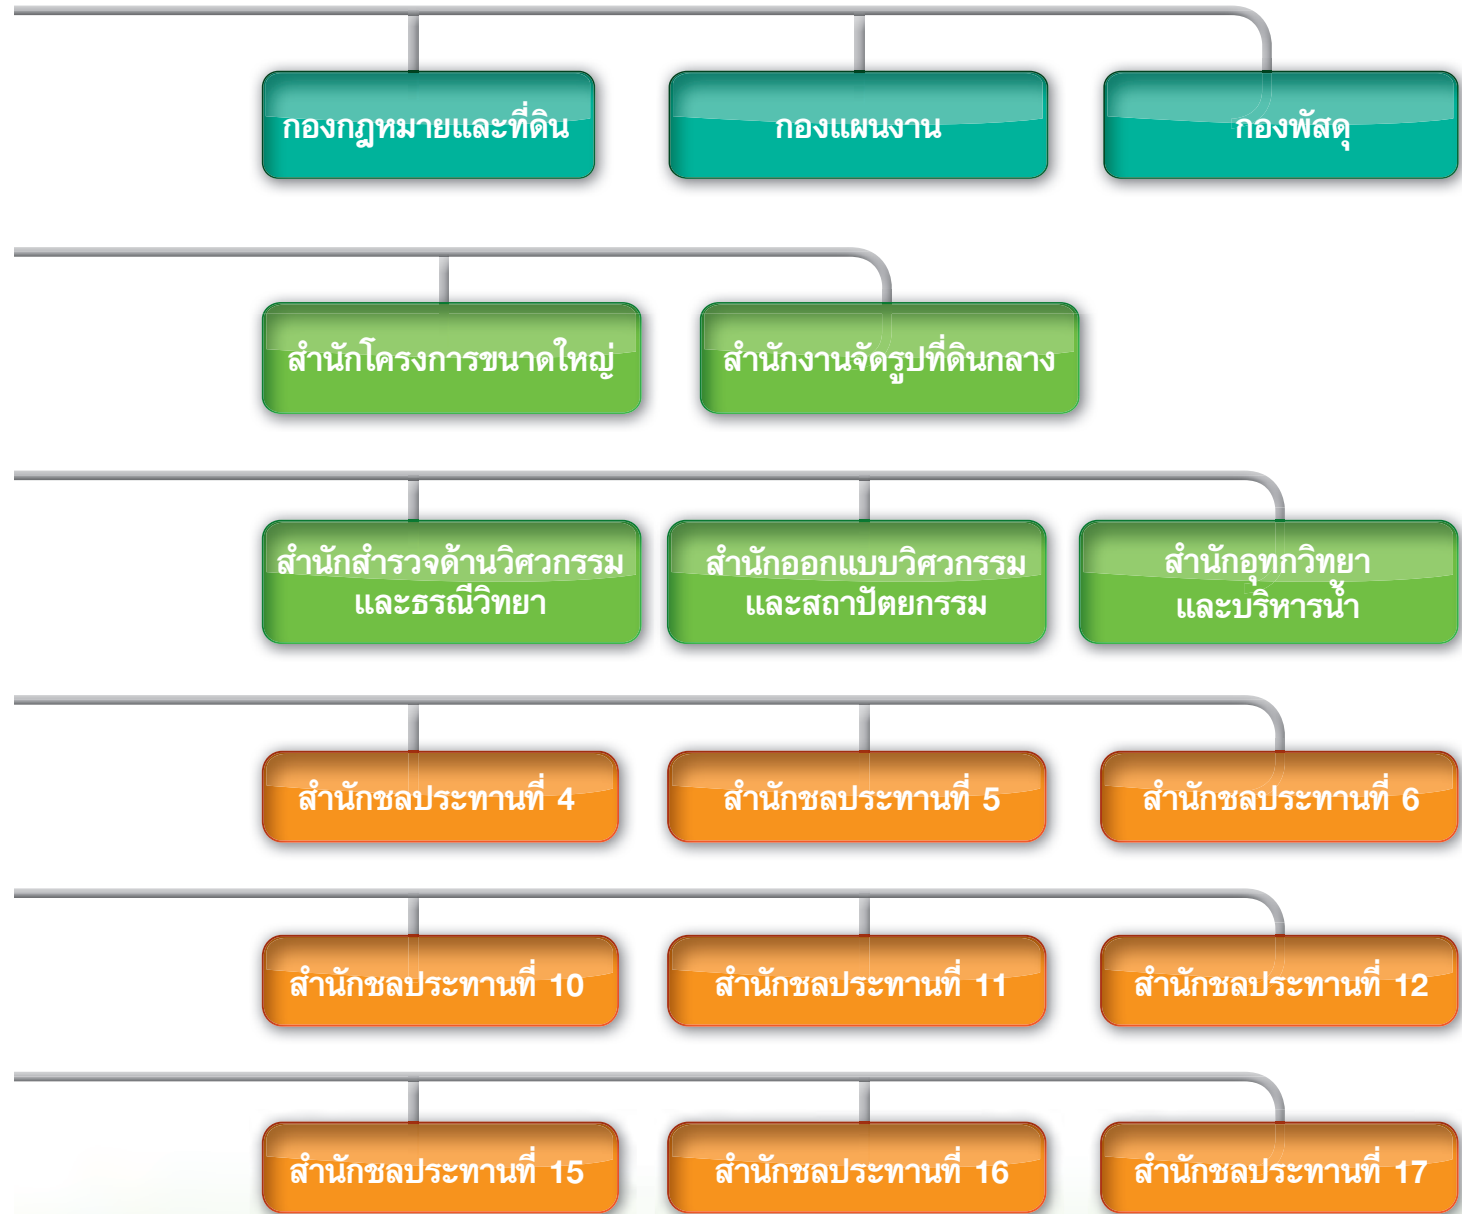 กองกฎหมายและที่ดิน
กองแผนงาน
กองพัสดุ
สำนักโครงการขนาดใหญ่
สำนักงานจัดรูปที่ดินกลาง
สำนักสำรวจด้านวิศวกรรม
และธรณีวิทยา
สำนักออกแบบวิศวกรรม
และสถาปัตยกรรม
สำนักอุทกวิทยา
และบริหารน้ำ
สำนักชลประทานที่ 4
สำนักชลประทานที่ 5
สำนักชลประทานที่ 6
สำนักชลประทานที่ 10
สำนักชลประทานที่ 11
สำนักชลประทานที่ 12
สำนักชลประทานที่ 15
สำนักชลประทานที่ 16
สำนักชลประทานที่ 17